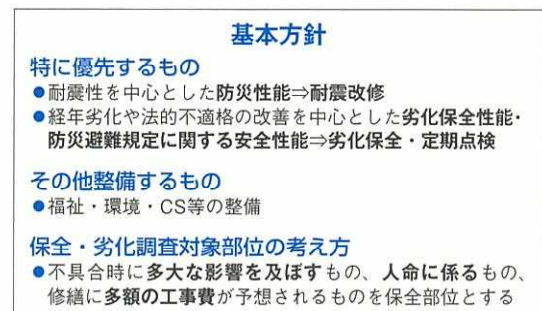 基本方針
特に優先するもの
●耐震性を中心とした防災性能⇒耐震改修
●経年劣化や法的不適格の改善を中心とした劣化保全性能・
防災避難規定に関する安全性能⇒劣化保全・定期点検
その他整備するもの
●福祉・環境・CS等の整備
保全・劣化調査対象部位の考え方
●不具合時に多大な影響を及ぼすもの、人命に係るもの、
修繕に多額の工事費が予想されるものを保全部位とする